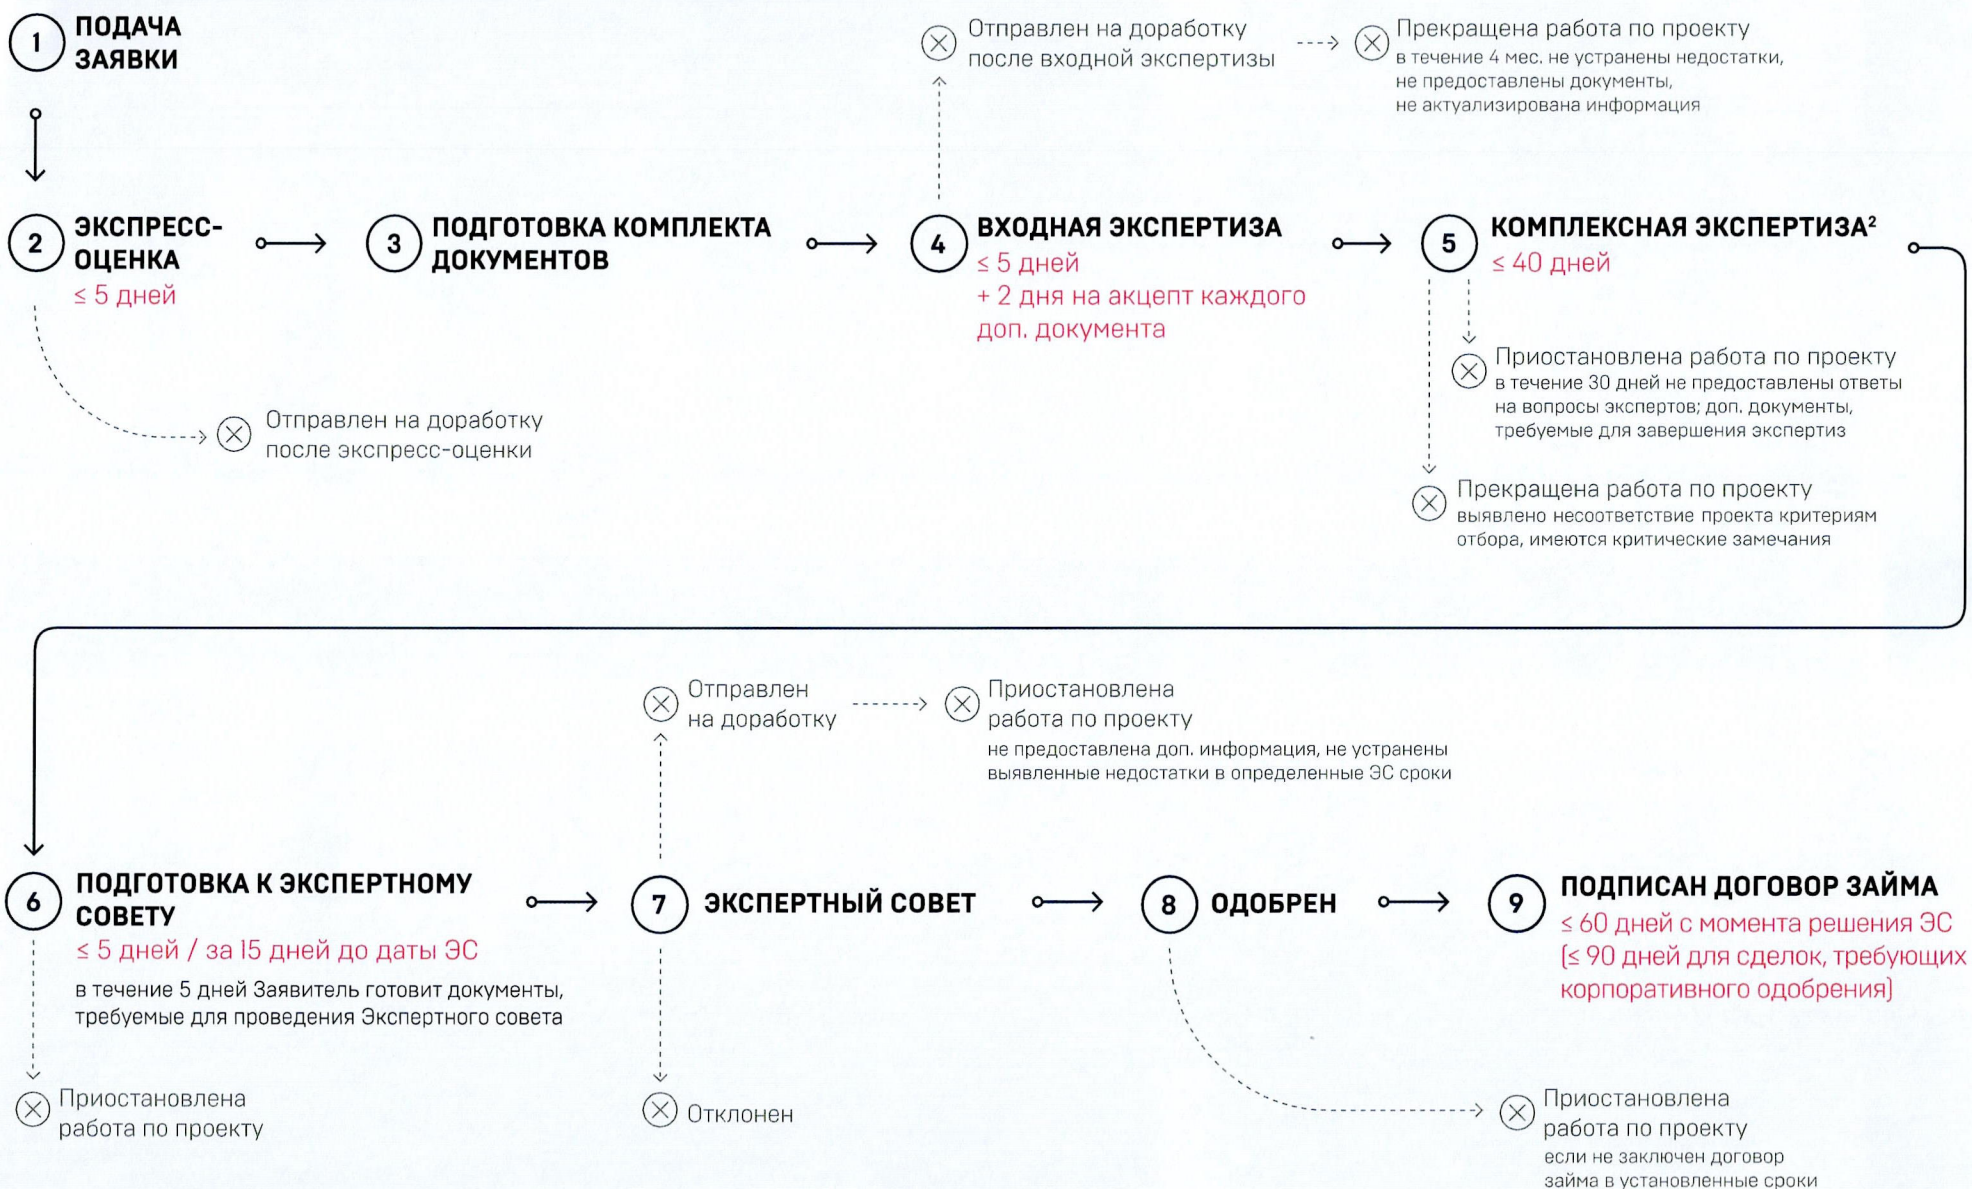 1
ПОДАЧА
ЗАЯВКИ
Отправлен на доработку
после входной экспертизы
Прекращена работа по проекту
в течение 4 мес. не устранены недостатки,
не предоставлены документы,
не актуализирована информация
2
ЭКСПРЕСС-
ОЦЕНКА
≤ 5 дней
3
ПОДГОТОВКА КОМПЛЕКТА
ДОКУМЕНТОВ
4
ВХОДНАЯ ЭКСПЕРТИЗА
≤ 5 дней
+ 2 дня на акцепт каждого
доп. документа
5
КОМПЛЕКСНАЯ ЭКСПЕРТИЗА²
≤ 40 дней
Приостановлена работа по проекту
в течение 30 дней не предоставлены ответы
на вопросы экспертов; доп. документы,
требуемые для завершения экспертиз
Отправлен на доработку
после экспресс-оценки
Прекращена работа по проекту
выявлено несоответствие проекта критериям
отбора, имеются критические замечания
Отправлен
на доработку
Приостановлена
работа по проекту
не предоставлена доп. информация, не устранены
выявленные недостатки в определенные ЭС сроки
6
ПОДГОТОВКА К ЭКСПЕРТНОМУ
СОВЕТУ
≤ 5 дней / за 15 дней до даты ЭС
в течение 5 дней Заявитель готовит документы,
требуемые для проведения Экспертного совета
7
ЭКСПЕРТНЫЙ СОВЕТ
8
ОДОБРЕН
9
ПОДПИСАН ДОГОВОР ЗАЙМА
≤ 60 дней с момента решения ЭС
(≤ 90 дней для сделок, требующих
корпоративного одобрения)
Приостановлена
работа по проекту
Отклонен
Приостановлена
работа по проекту
если не заключен договор
займа в установленные сроки